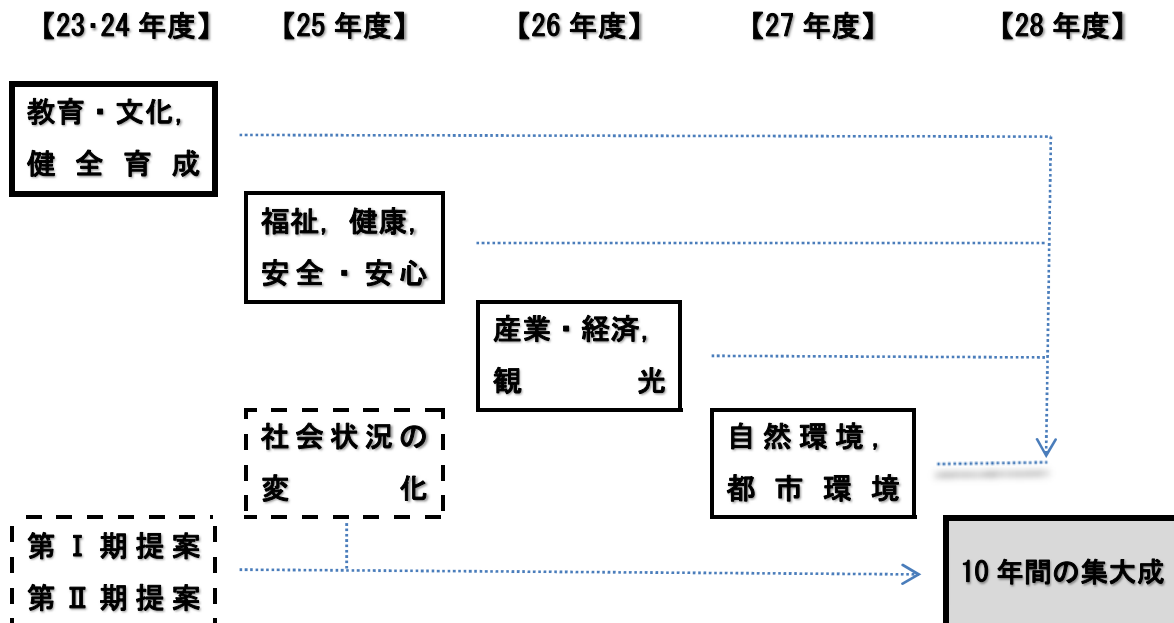 【23・24 年度】
【25 年度】
【26 年度】
【27 年度】
【28 年度】
教育・文化,
健全育成
福祉, 健康,
安全・安心
産業・経済,
観光
社会状況の
変化
自然環境,
都市環境
第Ⅰ期提案
第Ⅱ期提案
10 年間の集大成